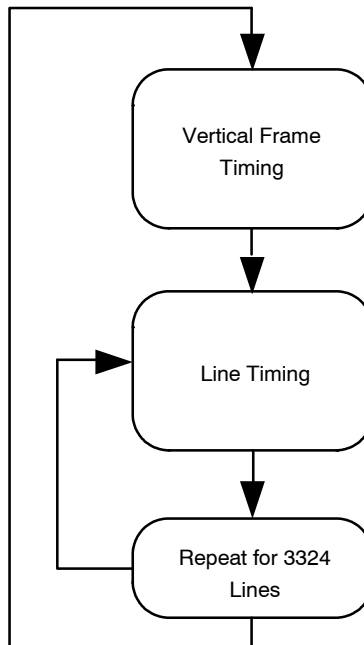 Vertical Frame
Timing
Line Timing
Repeat for 3324
Lines